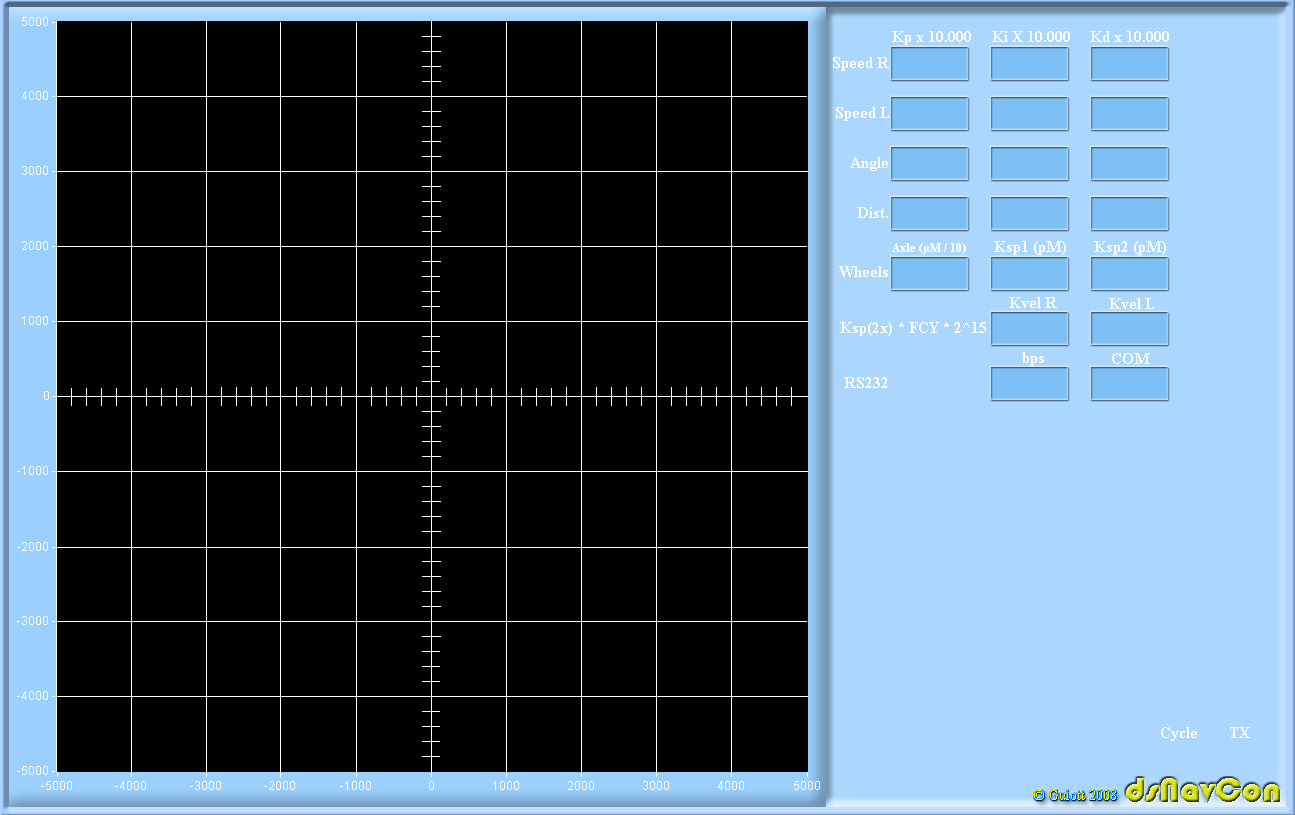 5000
4000
3000
2000
1000
0
-1000
-2000
-3000
-4000
-5000
-5000 -4000 -3000 -2000 -1000 0 1000 2000 3000 4000 5000
Kp x 10.000 Ki X 10.000 Kd x 10.000
Speed R
Speed L
Angle
Dist.
Axle (µM / 10) Ksp1 (pM) Ksp2 (pM)
Wheels
Kvel R Kvel L
Ksp(2x) * FCY * 2^15
bps COM
RS232
Cycle TX
© Guiott 2008 dsNavCon